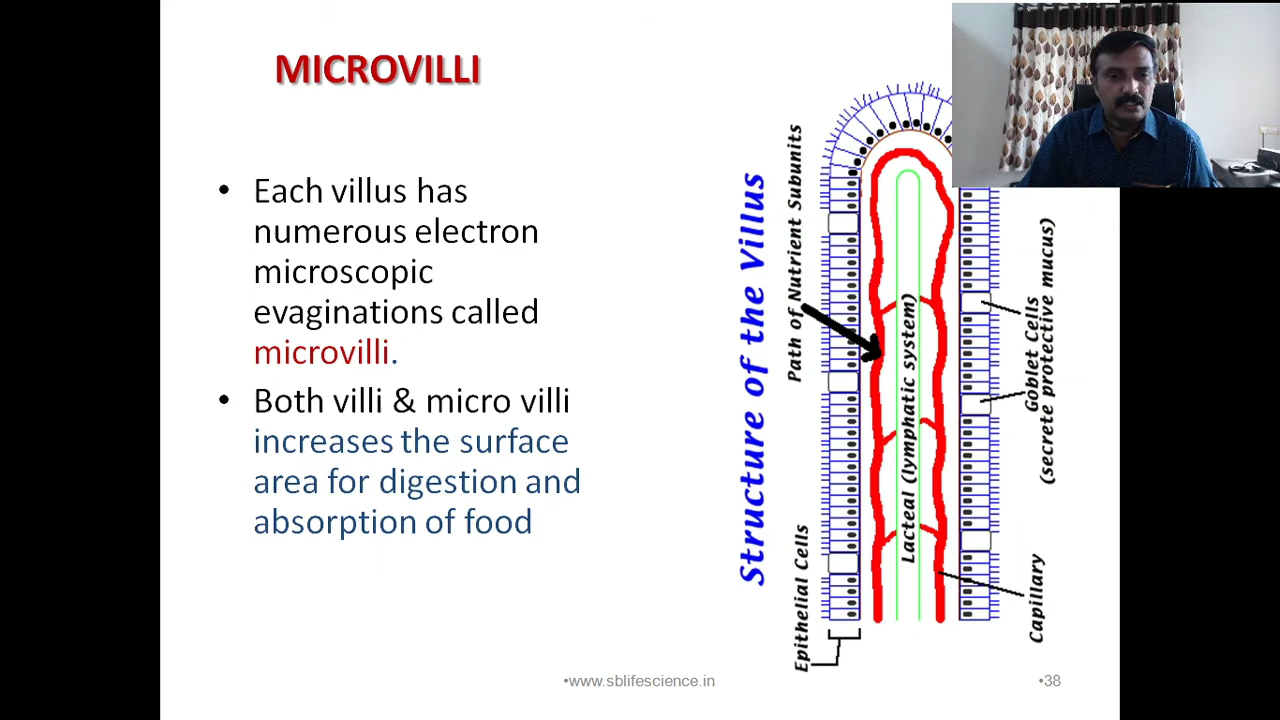 MICROVILLI
• Each villus has
numerous electron
microscopic
evaginations called
microvilli.
• Both villi & micro villi
increases the surface
area for digestion and
absorption of food
Structure of the Villus
Path of Nutrient Subunits
Epithelial Cells
Lacteal (lymphatic system)
Goblet Cells
(secrete protective mucus)
Capillary
•www.sblifescience.in
•38